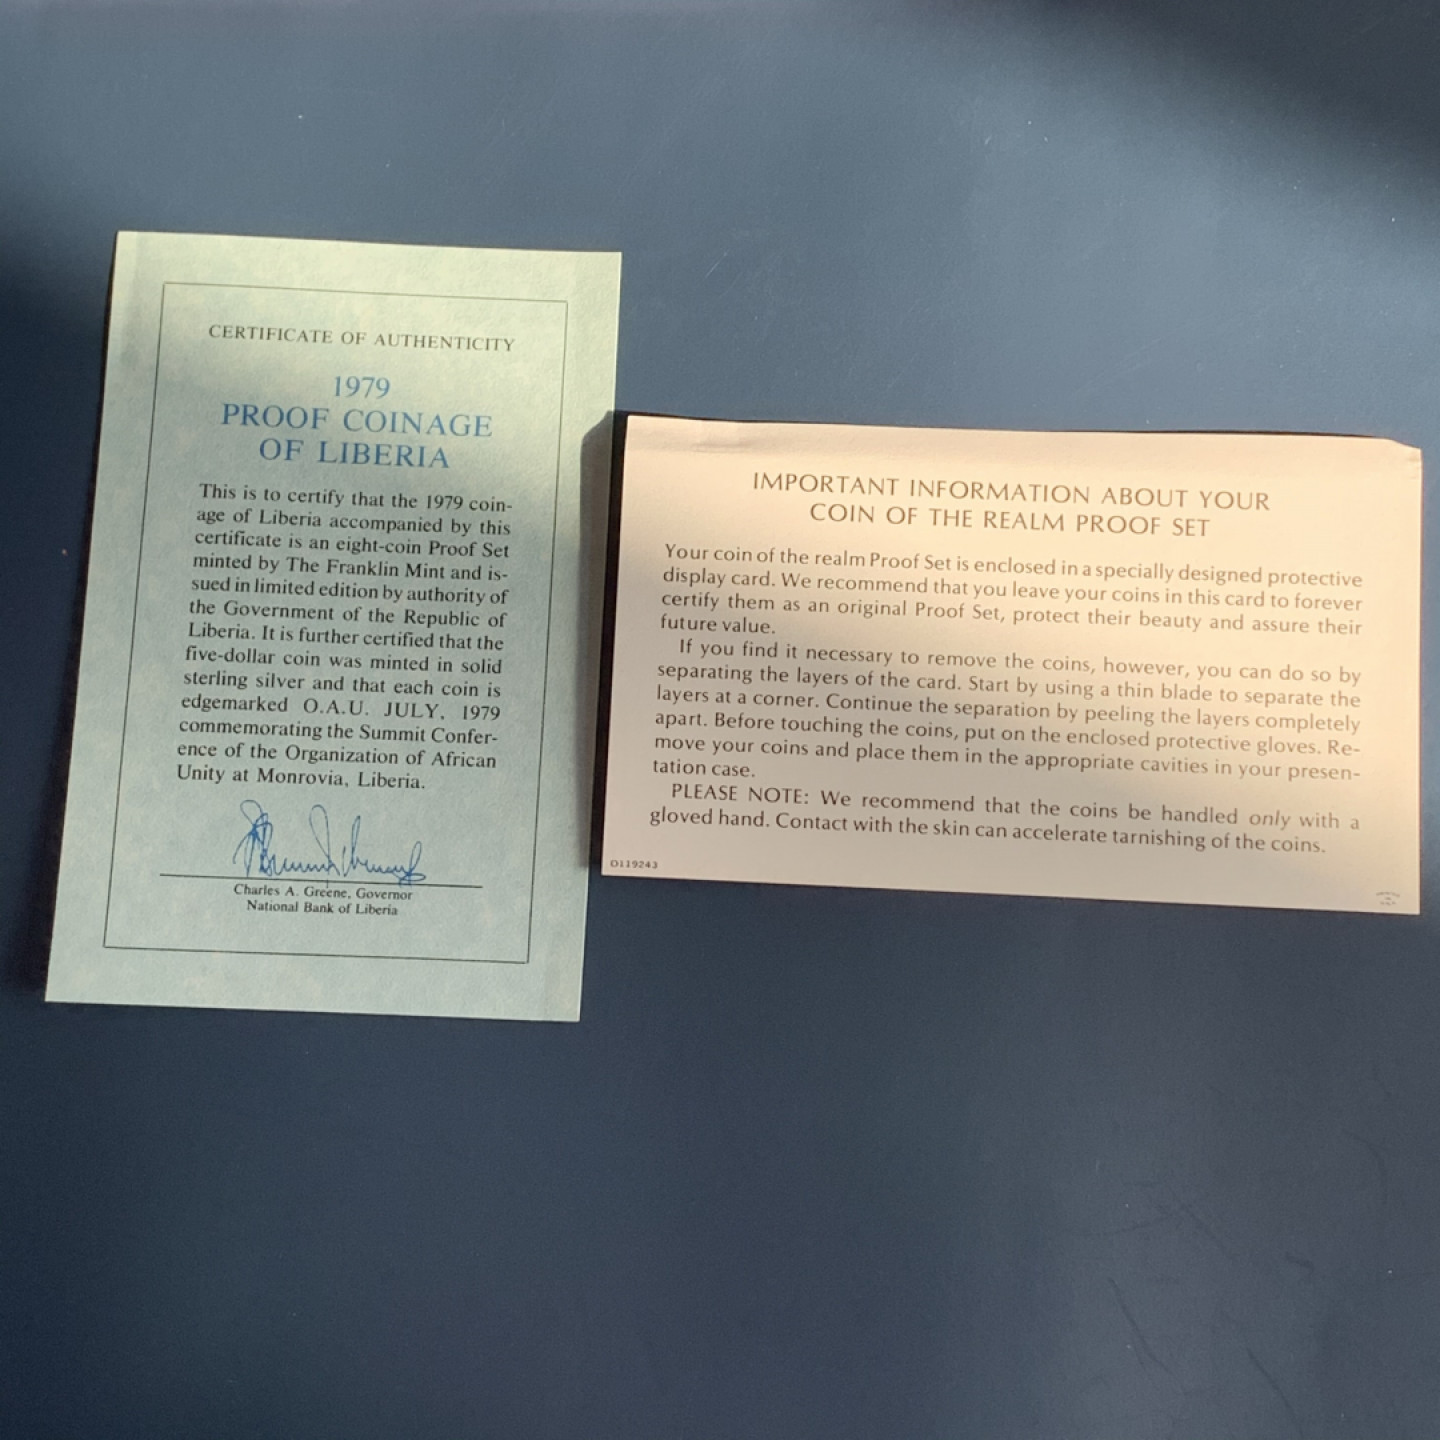 CERTIFICATE OF AUTHENTICITY
1979
PROOF COINAGE
OF LIBERIA
This is to certify that the 1979 coin-
age of Liberia accompanied by this
certificate is an eight-coin Proof Set
minted by The Franklin Mint and is-
sued in limited edition by authority of
the Government of the Republic of
Liberia. It is further certified that the
five-dollar coin was minted in solid
sterling silver and that each coin is
edgemarked O.A.U. JULY, 1979
commemorating the Summit Confer-
ence of the Organization of African
Unity at Monrovia, Liberia.
Charles A. Greene, Governor
National Bank of Liberia
IMPORTANT INFORMATION ABOUT YOUR
COIN OF THE REALM PROOF SET
Your coin of the realm Proof Set is enclosed in a specially designed protective
display card. We recommend that you leave your coins in this card to forever
certify them as an original Proof Set, protect their beauty and assure their
future value.
If you find it necessary to remove the coins, however, you can do so by
separating the layers of the card. Start by using a thin blade to separate the
layers at a corner. Continue the separation by peeling the layers completely
apart. Before touching the coins, put on the enclosed protective gloves. Re-
move your coins and place them in the appropriate cavities in your presen-
tation case.
PLEASE NOTE: We recommend that the coins be handled only with a
gloved hand. Contact with the skin can accelerate tarnishing of the coins.
O119243